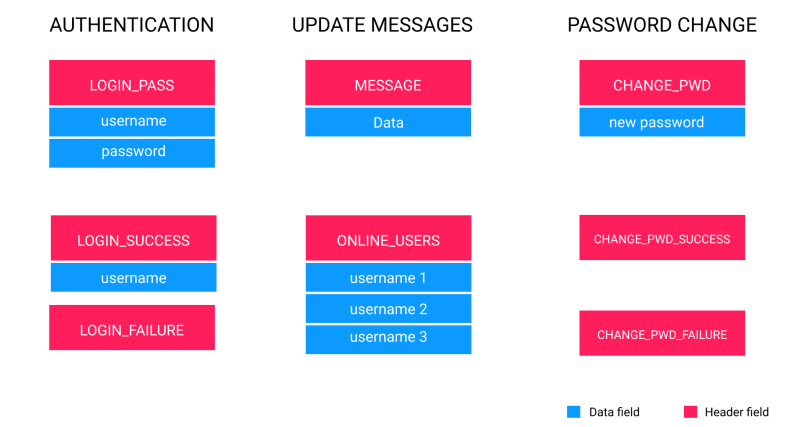 AUTHENTICATION
LOGIN_PASS
username
password
LOGIN_SUCCESS
username
LOGIN_FAILURE
UPDATE MESSAGES
MESSAGE
Data
ONLINE_USERS
username 1
username 2
username 3
PASSWORD CHANGE
CHANGE_PWD
new password
CHANGE_PWD_SUCCESS
CHANGE_PWD_FAILURE
Data field
Header field